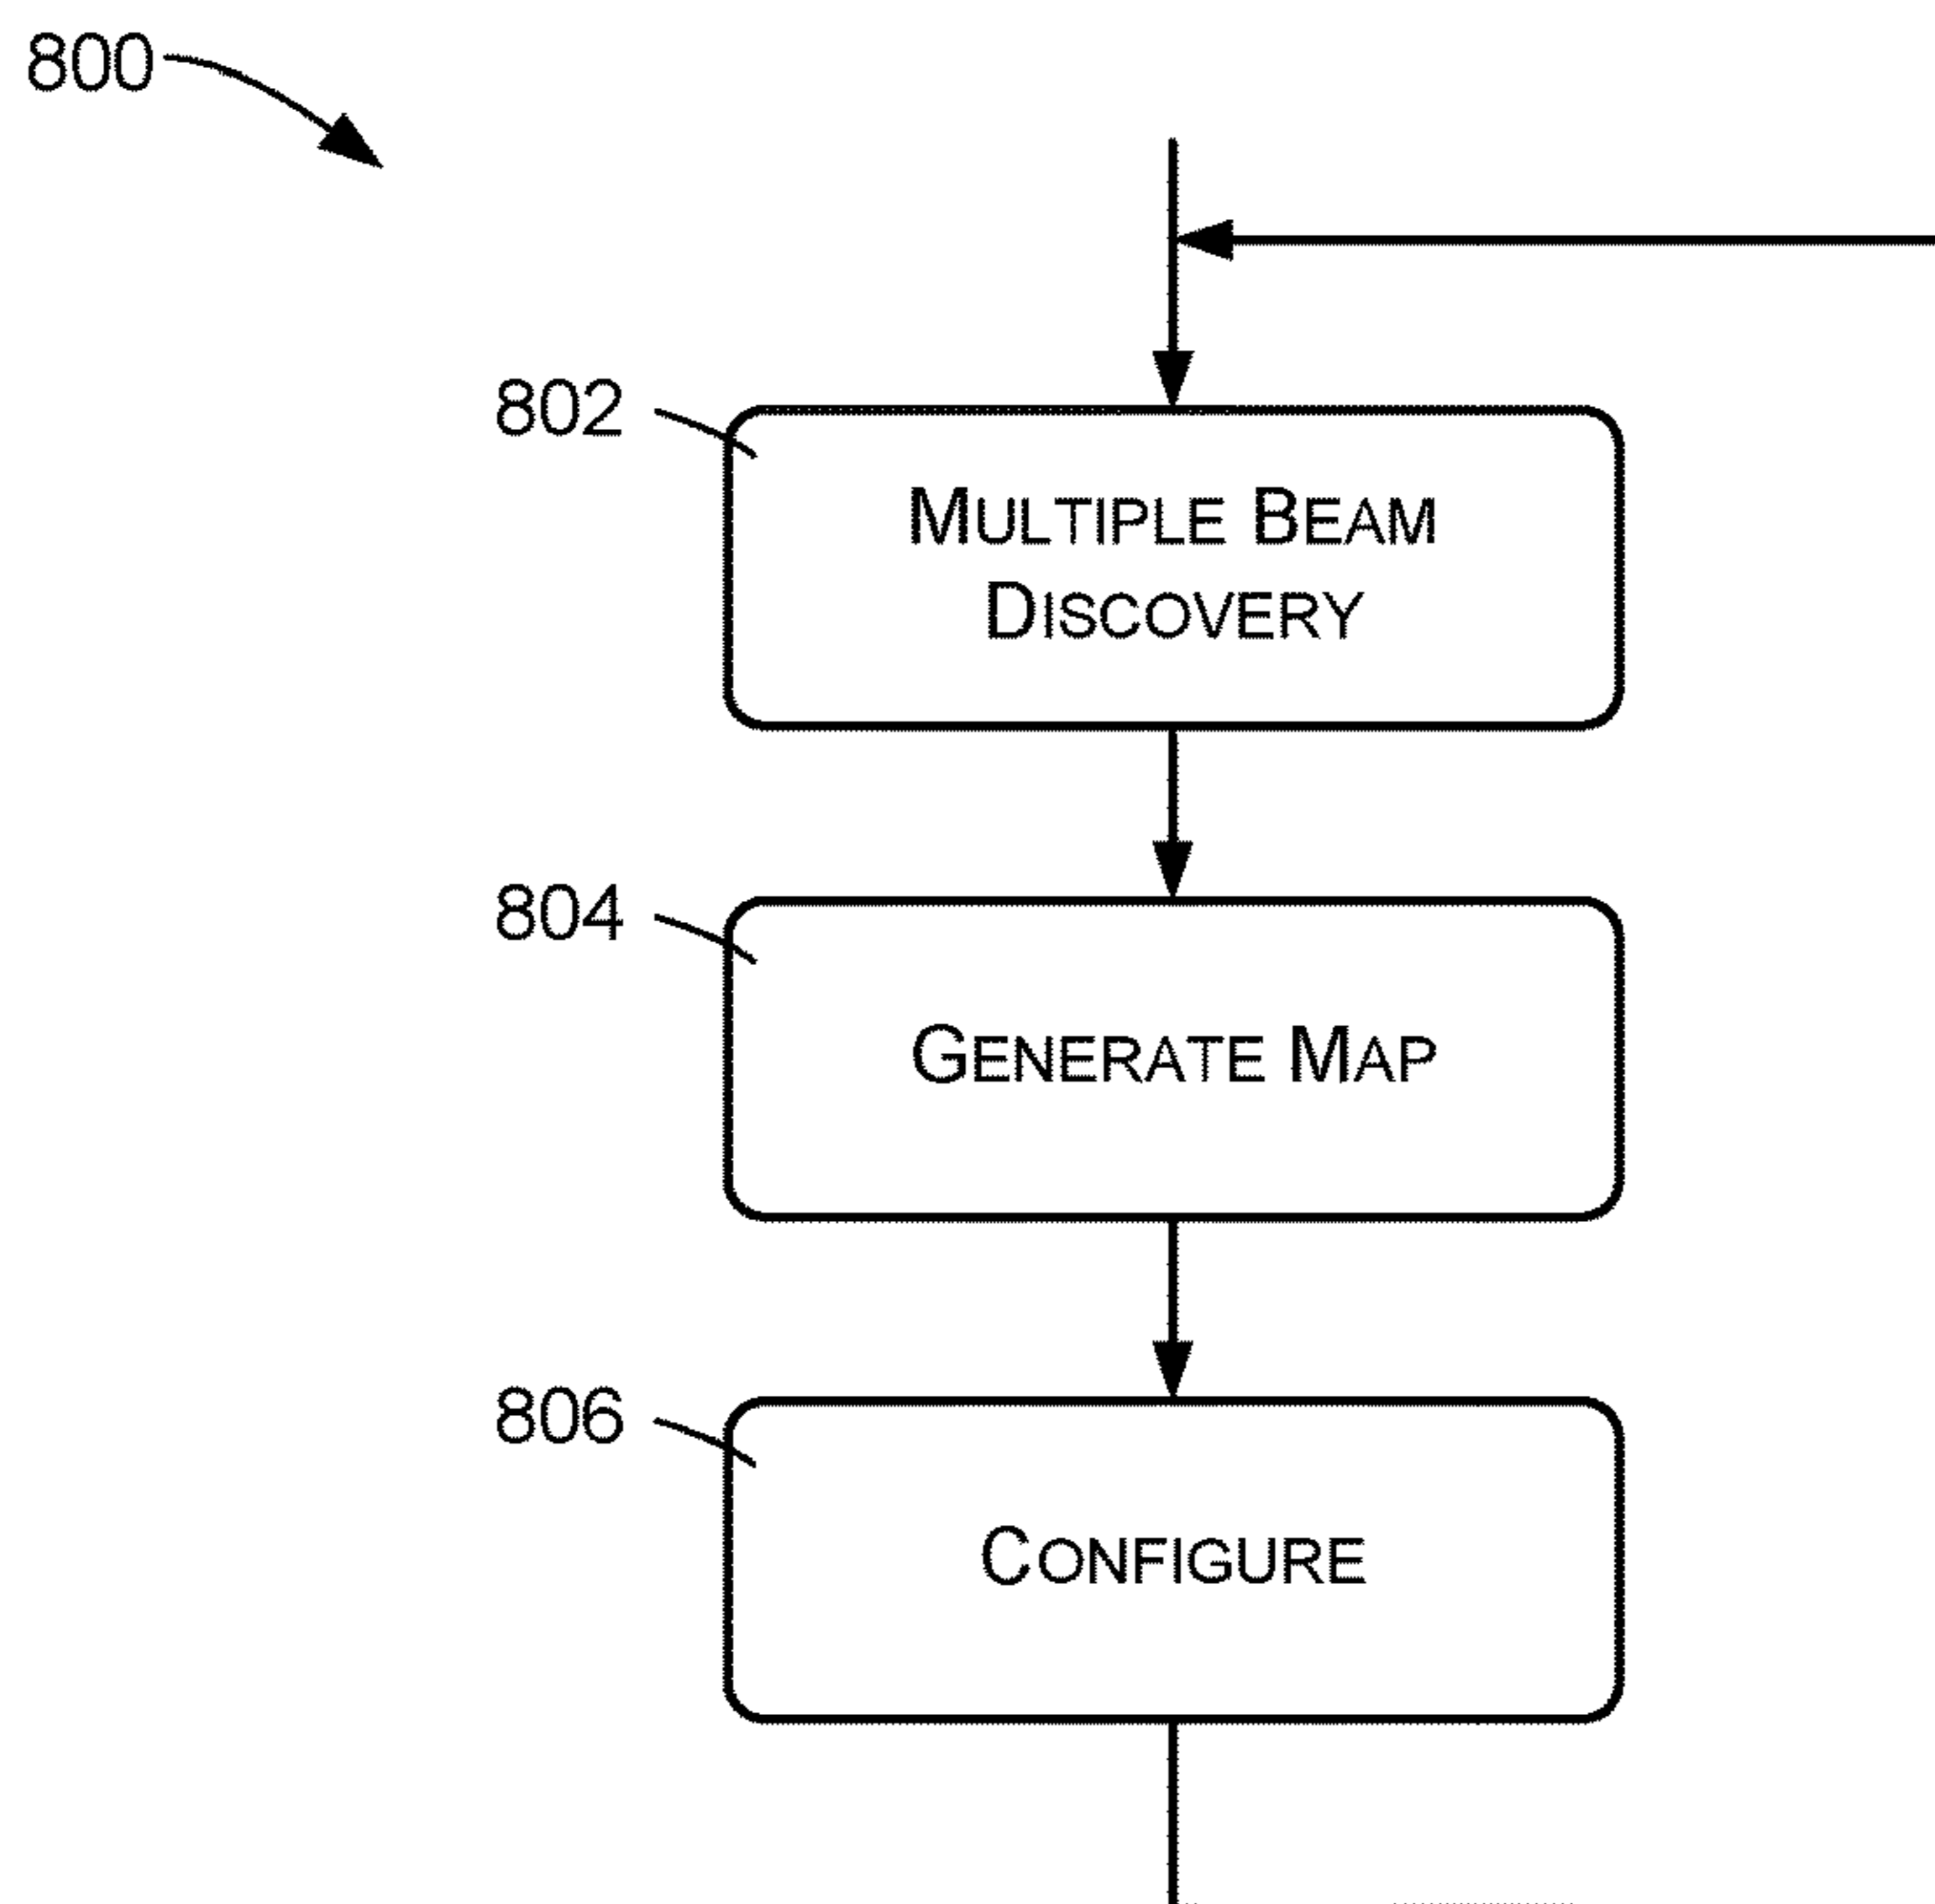 800
802
MULTIPLE BEAM
DISCOVERY
804
GENERATE MAP
806
CONFIGURE